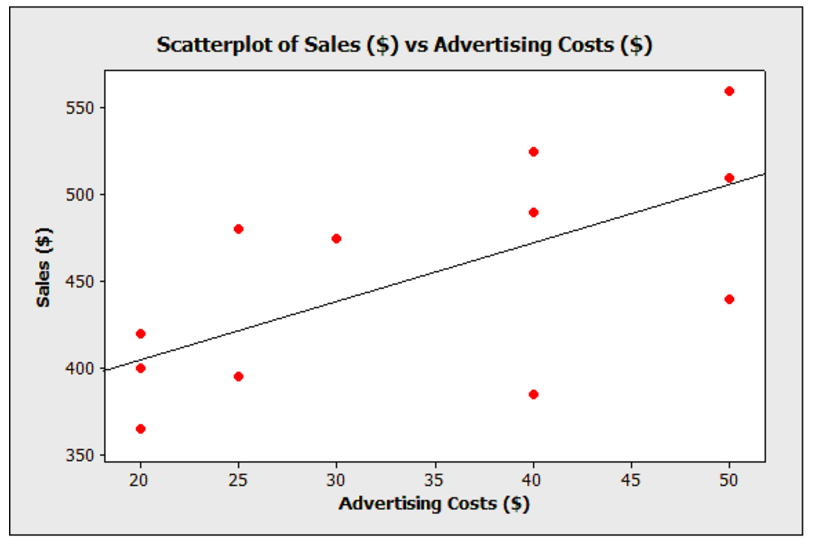 Scatterplot of Sales ($) vs Advertising Costs ($)
550
500
450
400
350
Sales ($)
20 25 30 35 40 45 50
Advertising Costs ($)